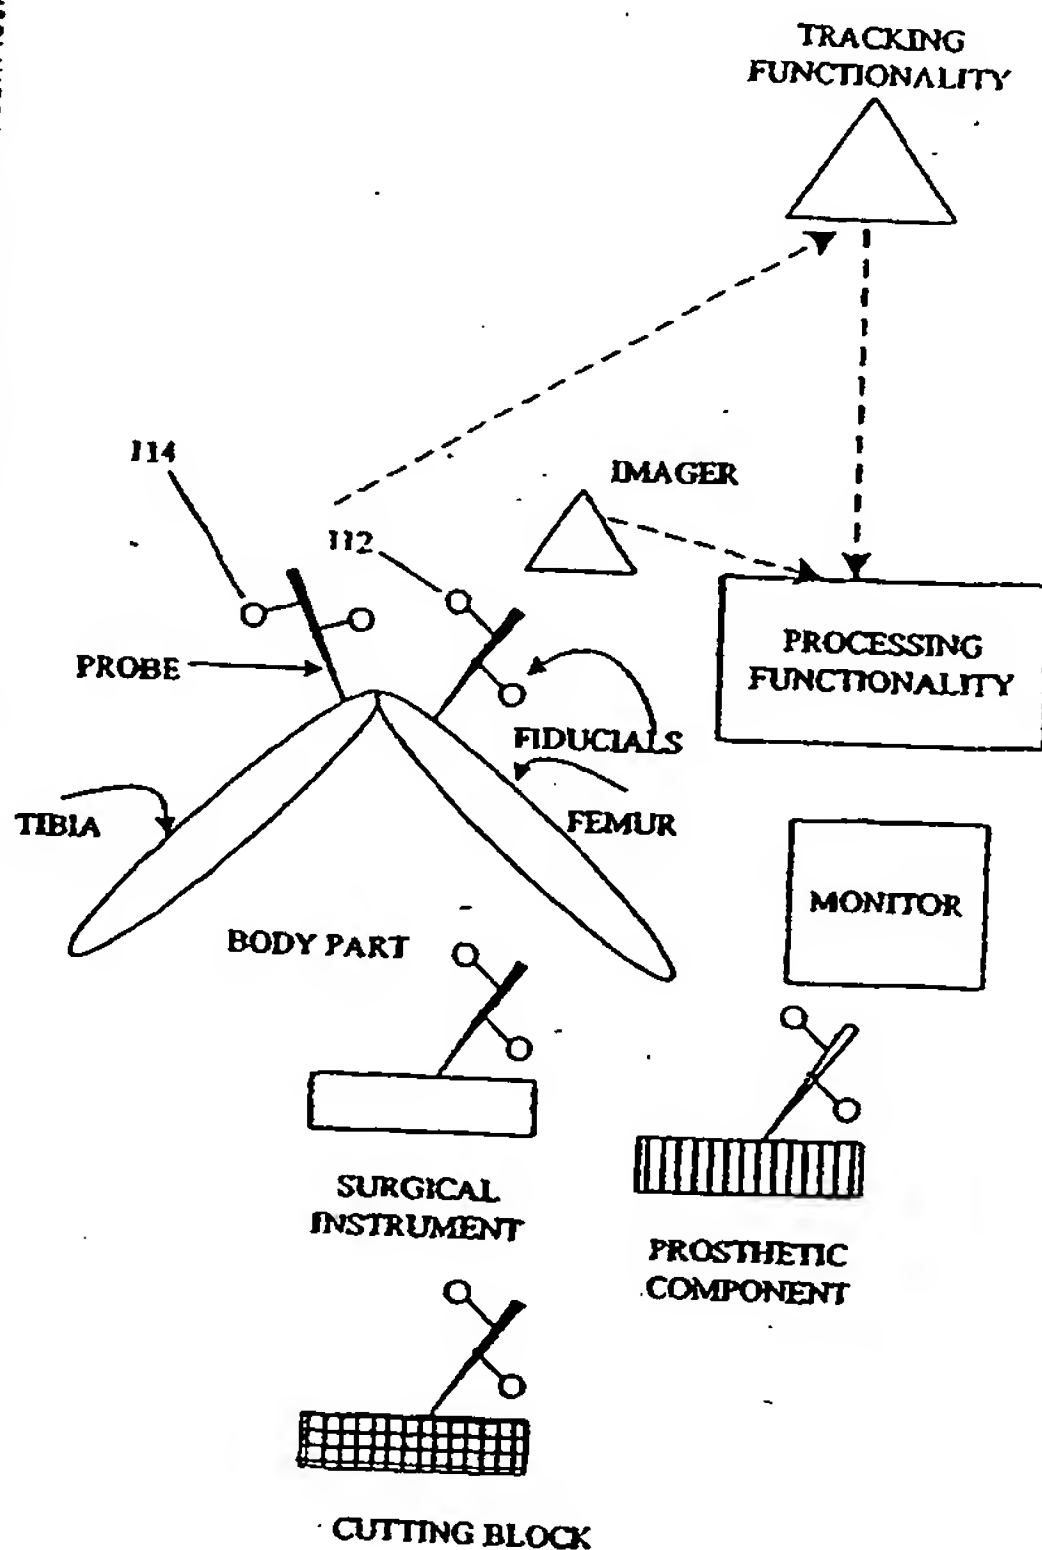 TRACKING
FUNCTIONALITY
114
IMAGER
112
PROCESSING
FUNCTIONALITY
PROBE
FIDUCIALS
TIBIA
FEMUR
MONITOR
BODY PART
SURGICAL
INSTRUMENT
PROSTHETIC
COMPONENT
CUTTING BLOCK